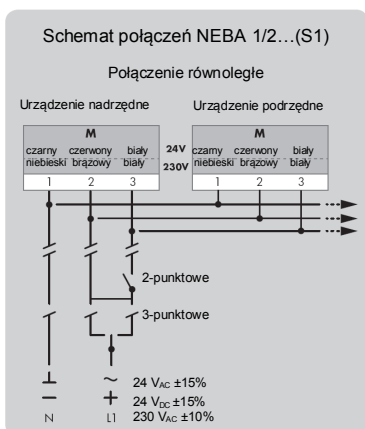 Schemat połączeń NEBA 1/2…(S1)
Połączenie równoległe
Urządzenie nadrzędne Urządzenie podrzędne
M M
czarny czerwony biały 24V czarny czerwony biały
niebieski brązowy biały 230V niebieski brązowy biały
1 2 3 1 2 3
2-punktowe
3-punktowe
~ 24 VAC ±15%
− + 24 VDC ±15%
N L1 230 VAC ±10%